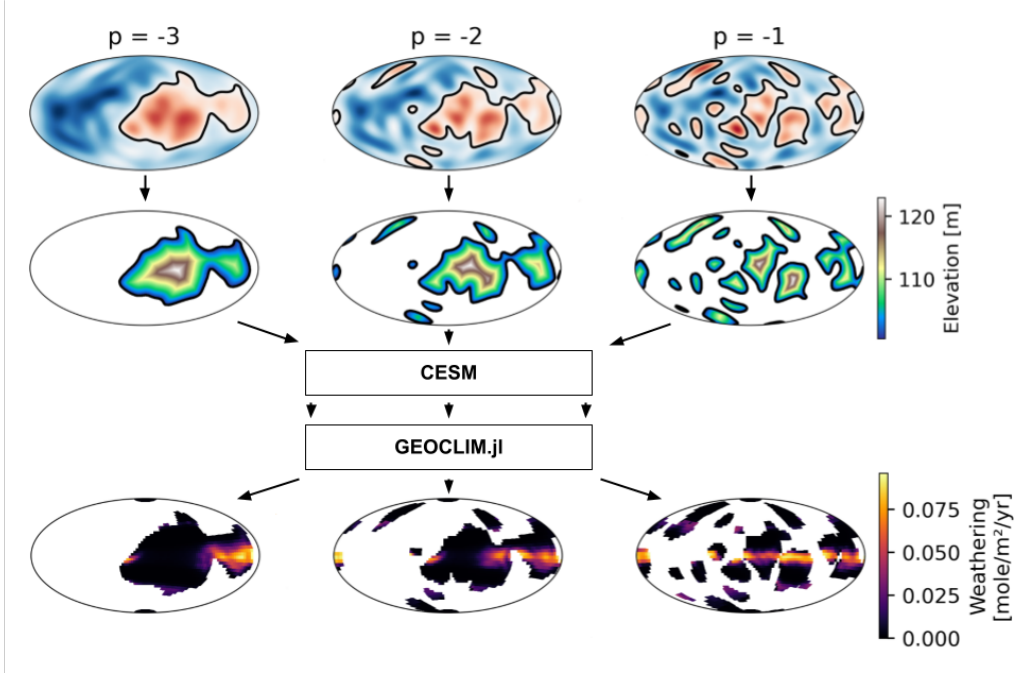 p = -3
p = -2
p = -1
120
110
Elevation [m]
CESM
GEOCLIM.jl
0.075
0.050
0.025
0.000
Weathering
[mole/m²/yr]